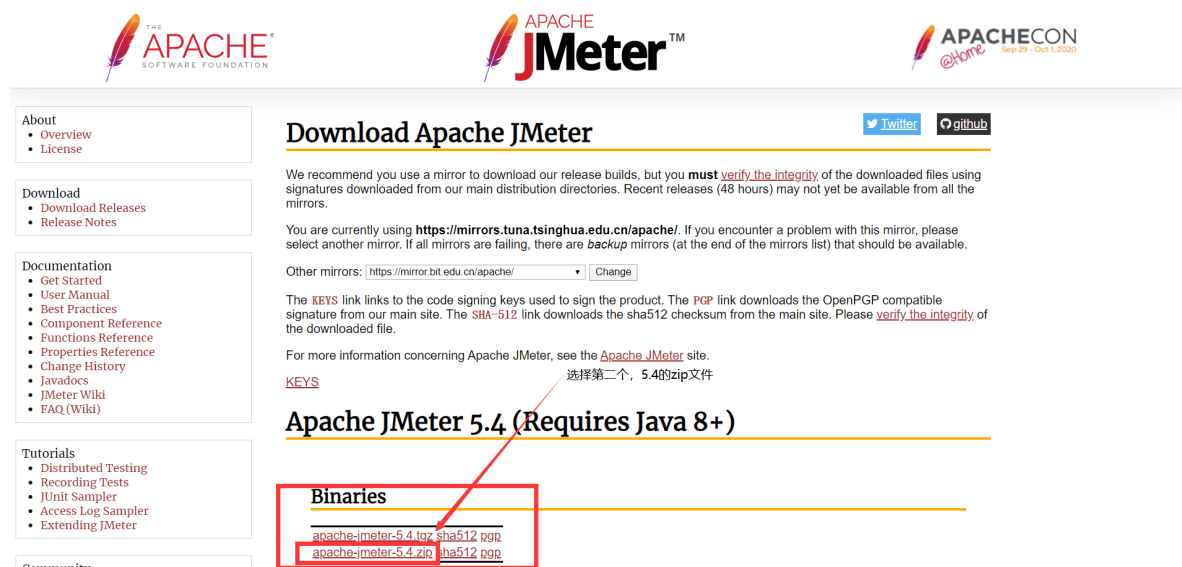 THE
APACHE®
SOFTWARE FOUNDATION
APACHE
JMeter™
APACHECON
@Home
Sep 29 - Oct 1, 2020
About
Overview
License
Download
Download Releases
Release Notes
Documentation
Get Started
User Manual
Best Practices
Component Reference
Functions Reference
Properties Reference
Change History
Javadocs
JMeter Wiki
FAQ (Wiki)
Tutorials
Distributed Testing
Recording Tests
JUnit Sampler
Access Log Sampler
Extending JMeter
Community
Download Apache JMeter
Twitter
github
We recommend you use a mirror to download our release builds, but you must verify the integrity of the downloaded files using
signatures downloaded from our main distribution directories. Recent releases (48 hours) may not yet be available from all the
mirrors.
You are currently using https://mirrors.tuna.tsinghua.edu.cn/apache/. If you encounter a problem with this mirror, please
select another mirror. If all mirrors are failing, there are backup mirrors (at the end of the mirrors list) that should be available.
Other mirrors: https://mirror.bit.edu.cn/apache/ Change
The KEYS link links to the code signing keys used to sign the product. The PGP link downloads the OpenPGP compatible
signature from our main site. The SHA-512 link downloads the sha512 checksum from the main site. Please verify the integrity of
the downloaded file.
For more information concerning Apache JMeter, see the Apache JMeter site.
选择第二个，5.4的zip文件
KEYS
Apache JMeter 5.4 (Requires Java 8+)
Binaries
apache-jmeter-5.4.tgz sha512 pgp
apache-jmeter-5.4.zip sha512 pgp